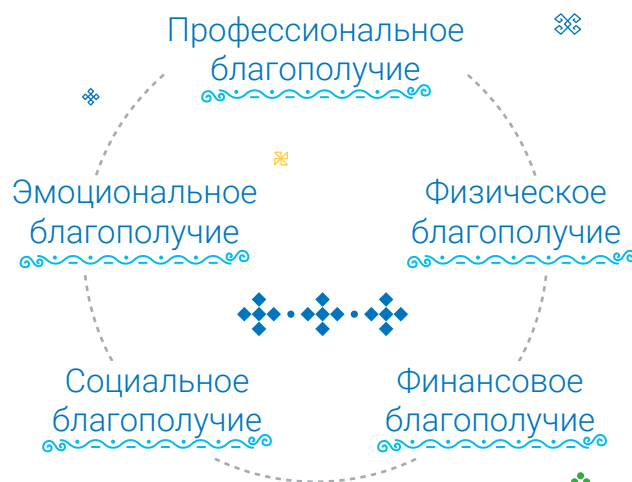 Профессиональное
благополучие
Эмоциональное
благополучие
Физическое
благополучие
Социальное
благополучие
Финансовое
благополучие